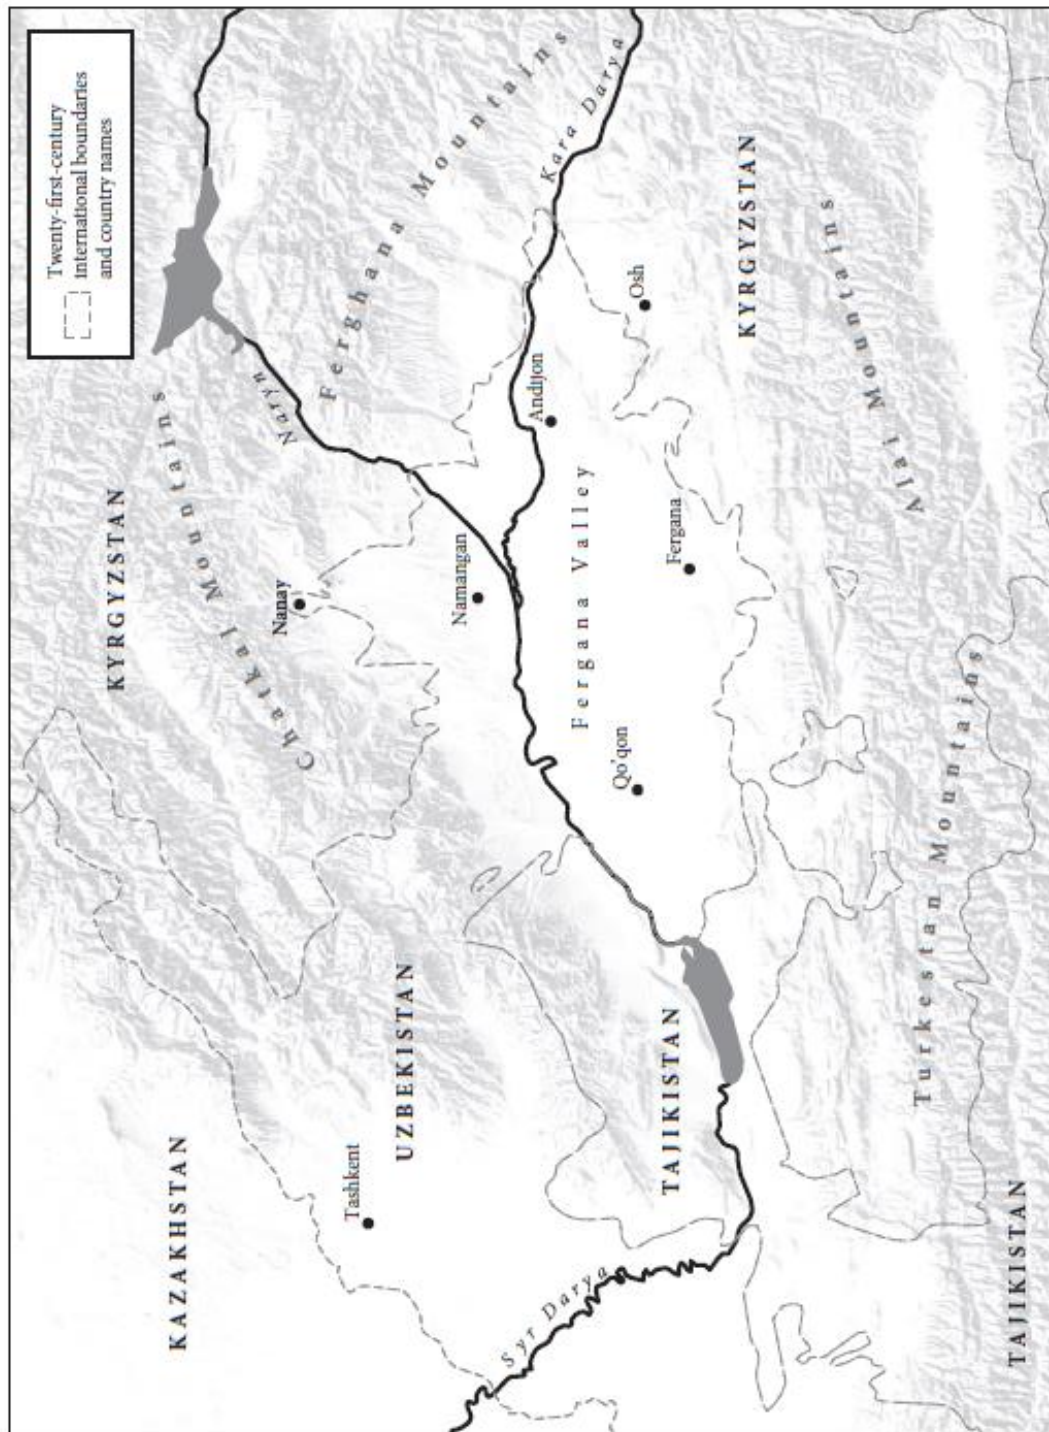 Twenty-first-century
international boundaries
and country names
KAZAKHSTAN
KYRGYZSTAN
Chatkal Mountains
Naryn
Ferghana Mountains
Nanay
Tashkent
UZBEKISTAN
Namangan
Andijon
Kara Darya
Syr Darya
Fergana Valley
Qo'qon
Osh
Fergana
TAJIKISTAN
KYRGYZSTAN
Alai Mountains
Turkestan Mountains
TAJIKISTAN